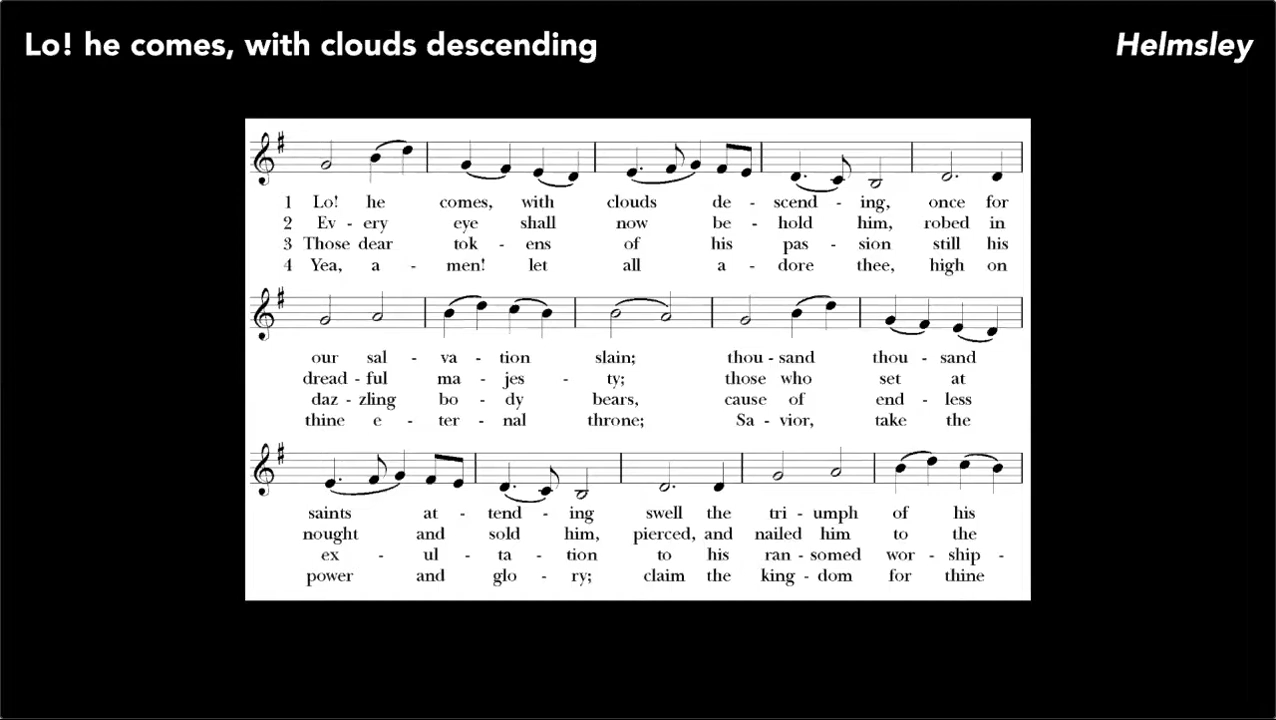 Lo! he comes, with clouds descending
Helmsley
1 Lo! he comes, with clouds de - scend - ing, once for
2 Ev - ery eye shall now be - hold him, robed in
3 Those dear tok - ens of his pas - sion still his
4 Yea, a - men! let all a - dore thee, high on
our sal - va - tion slain; thou - sand thou - sand
dread - ful ma - jes - ty; those who set at
daz - zling bo - dy bears, cause of end - less
thine e - ter - nal throne; Sa - vior, take the
saints at - tend - ing swell the tri - umph of his
nought and sold him, pierced, and nailed him to the
ex - ul - ta - tion to his ran - somed wor - ship -
power and glo - ry; claim the king - dom for thine